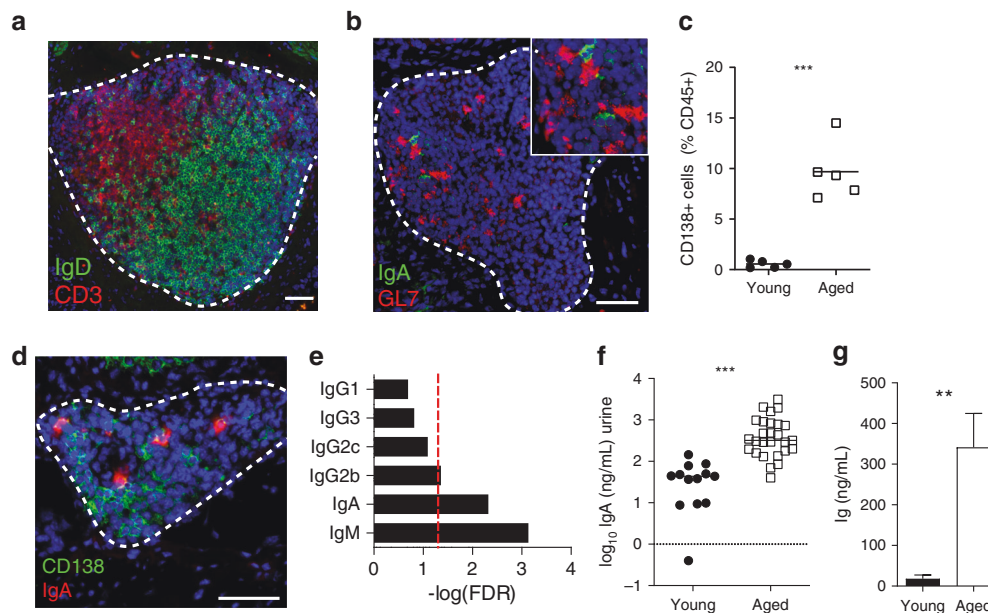 a
IgD
CD3
b
IgA
GL7
c
***
CD138+ cells (% CD45+)
20
15
10
5
0
Young Aged
d
CD138
IgA
e
IgG1
IgG3
IgG2c
IgG2b
IgA
IgM
0 1 2 3 4
-log(FDR)
f
***
log10 IgA (ng/mL) urine
4
3
2
1
0
−1
Young Aged
g
**
Ig (ng/mL)
500
400
300
200
100
0
Young Aged